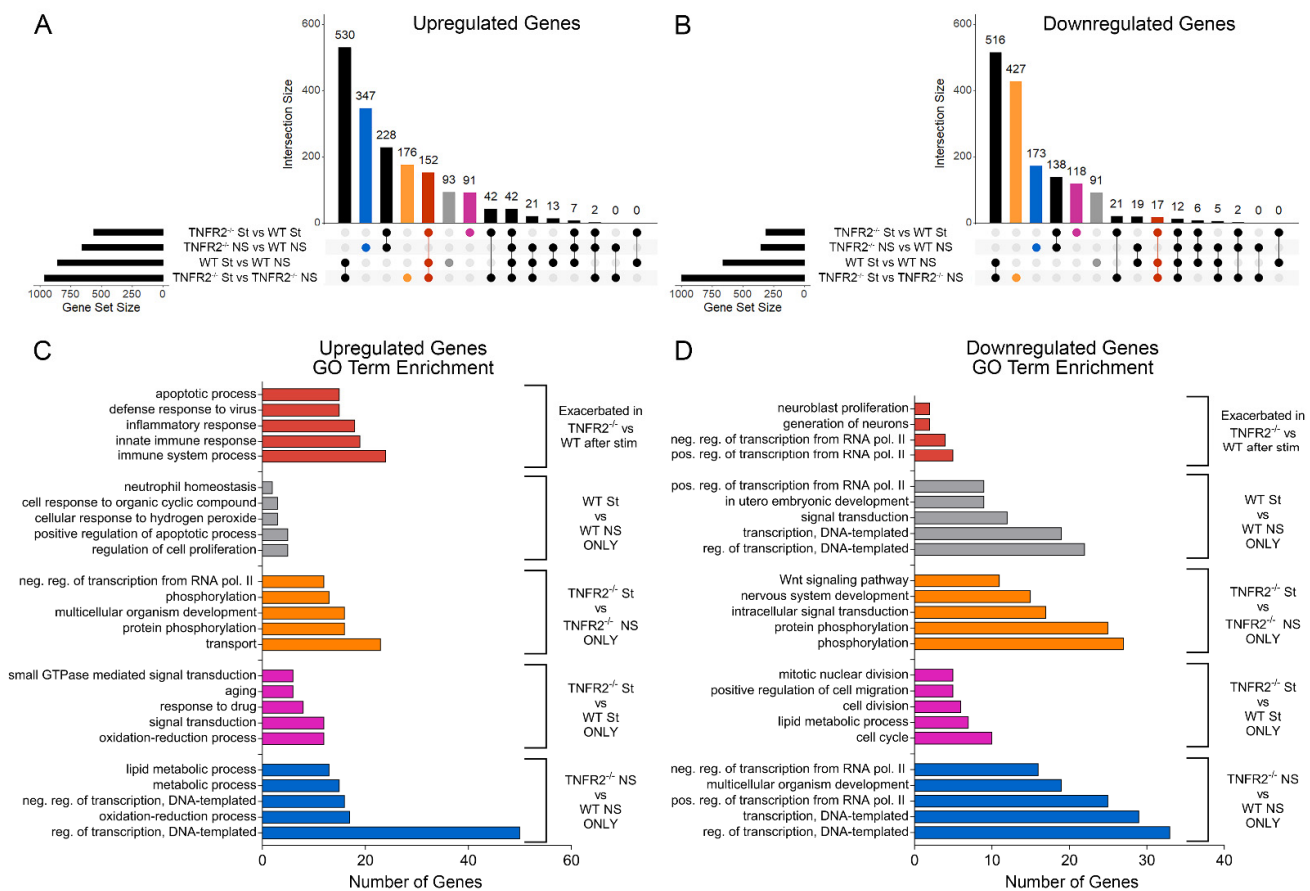 A
Upregulated Genes
600
400
200
0
Intersection Size
530
347
228
176
152
93
91
42
42
21
13
7
2
0
0
TNFR2-/- St vs WT St
TNFR2-/- NS vs WT NS
WT St vs WT NS
TNFR2-/- St vs TNFR2-/- NS
1000 750 500 250 0
Gene Set Size
B
Downregulated Genes
600
400
200
0
Intersection Size
516
427
173
138
118
91
21
19
17
12
6
5
2
0
0
TNFR2-/- St vs WT St
TNFR2-/- NS vs WT NS
WT St vs WT NS
TNFR2-/- St vs TNFR2-/- NS
1000 750 500 250 0
Gene Set Size
C
Upregulated Genes
GO Term Enrichment
apoptotic process
defense response to virus
inflammatory response
innate immune response
immune system process
Exacerbated in
TNFR2-/- vs
WT after stim
neutrophil homeostasis
cell response to organic cyclic compound
cellular response to hydrogen peroxide
positive regulation of apoptotic process
regulation of cell proliferation
WT St
vs
WT NS
ONLY
neg. reg. of transcription from RNA pol. II
phosphorylation
multicellular organism development
protein phosphorylation
transport
TNFR2-/- St
vs
TNFR2-/- NS
ONLY
small GTPase mediated signal transduction
aging
response to drug
signal transduction
oxidation-reduction process
TNFR2-/- St
vs
WT St
ONLY
lipid metabolic process
metabolic process
neg. reg. of transcription, DNA-templated
oxidation-reduction process
reg. of transcription, DNA-templated
TNFR2-/- NS
vs
WT NS
ONLY
0 20 40 60
Number of Genes
D
Downregulated Genes
GO Term Enrichment
neuroblast proliferation
generation of neurons
neg. reg. of transcription from RNA pol. II
pos. reg. of transcription from RNA pol. II
Exacerbated in
TNFR2-/- vs
WT after stim
pos. reg. of transcription from RNA pol. II
in utero embryonic development
signal transduction
transcription, DNA-templated
reg. of transcription, DNA-templated
WT St
vs
WT NS
ONLY
Wnt signaling pathway
nervous system development
intracellular signal transduction
protein phosphorylation
phosphorylation
TNFR2-/- St
vs
TNFR2-/- NS
ONLY
mitotic nuclear division
positive regulation of cell migration
cell division
lipid metabolic process
cell cycle
TNFR2-/- St
vs
WT St
ONLY
neg. reg. of transcription from RNA pol. II
multicellular organism development
pos. reg. of transcription from RNA pol. II
transcription, DNA-templated
reg. of transcription, DNA-templated
TNFR2-/- NS
vs
WT NS
ONLY
0 10 20 30 40
Number of Genes